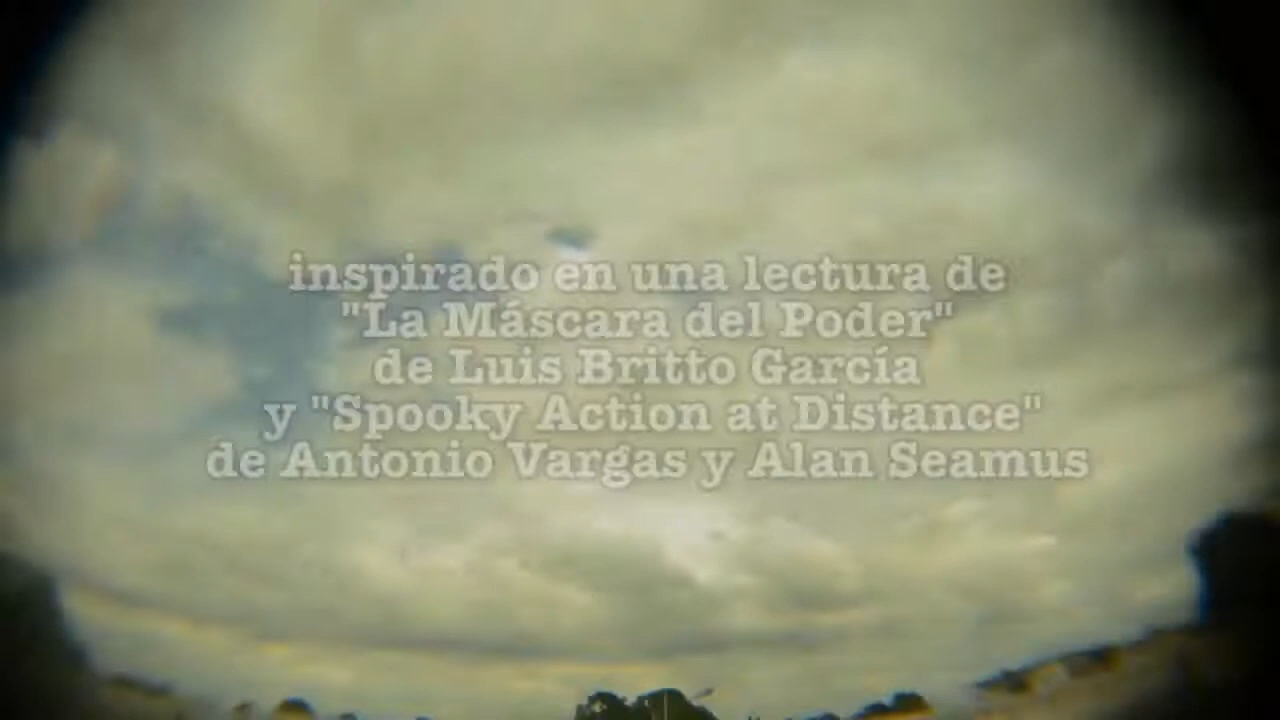 inspirado en una lectura de
"La Máscara del Poder"
de Luis Britto García
y "Spooky Action at Distance"
de Antonio Vargas y Alan Seamus